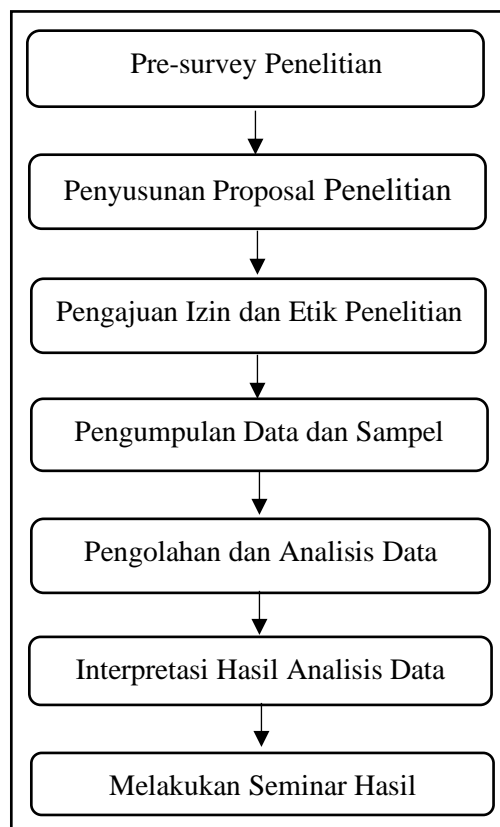 Pre-survey Penelitian
Penyusunan Proposal Penelitian
Pengajuan Izin dan Etik Penelitian
Pengumpulan Data dan Sampel
Pengolahan dan Analisis Data
Interpretasi Hasil Analisis Data
Melakukan Seminar Hasil